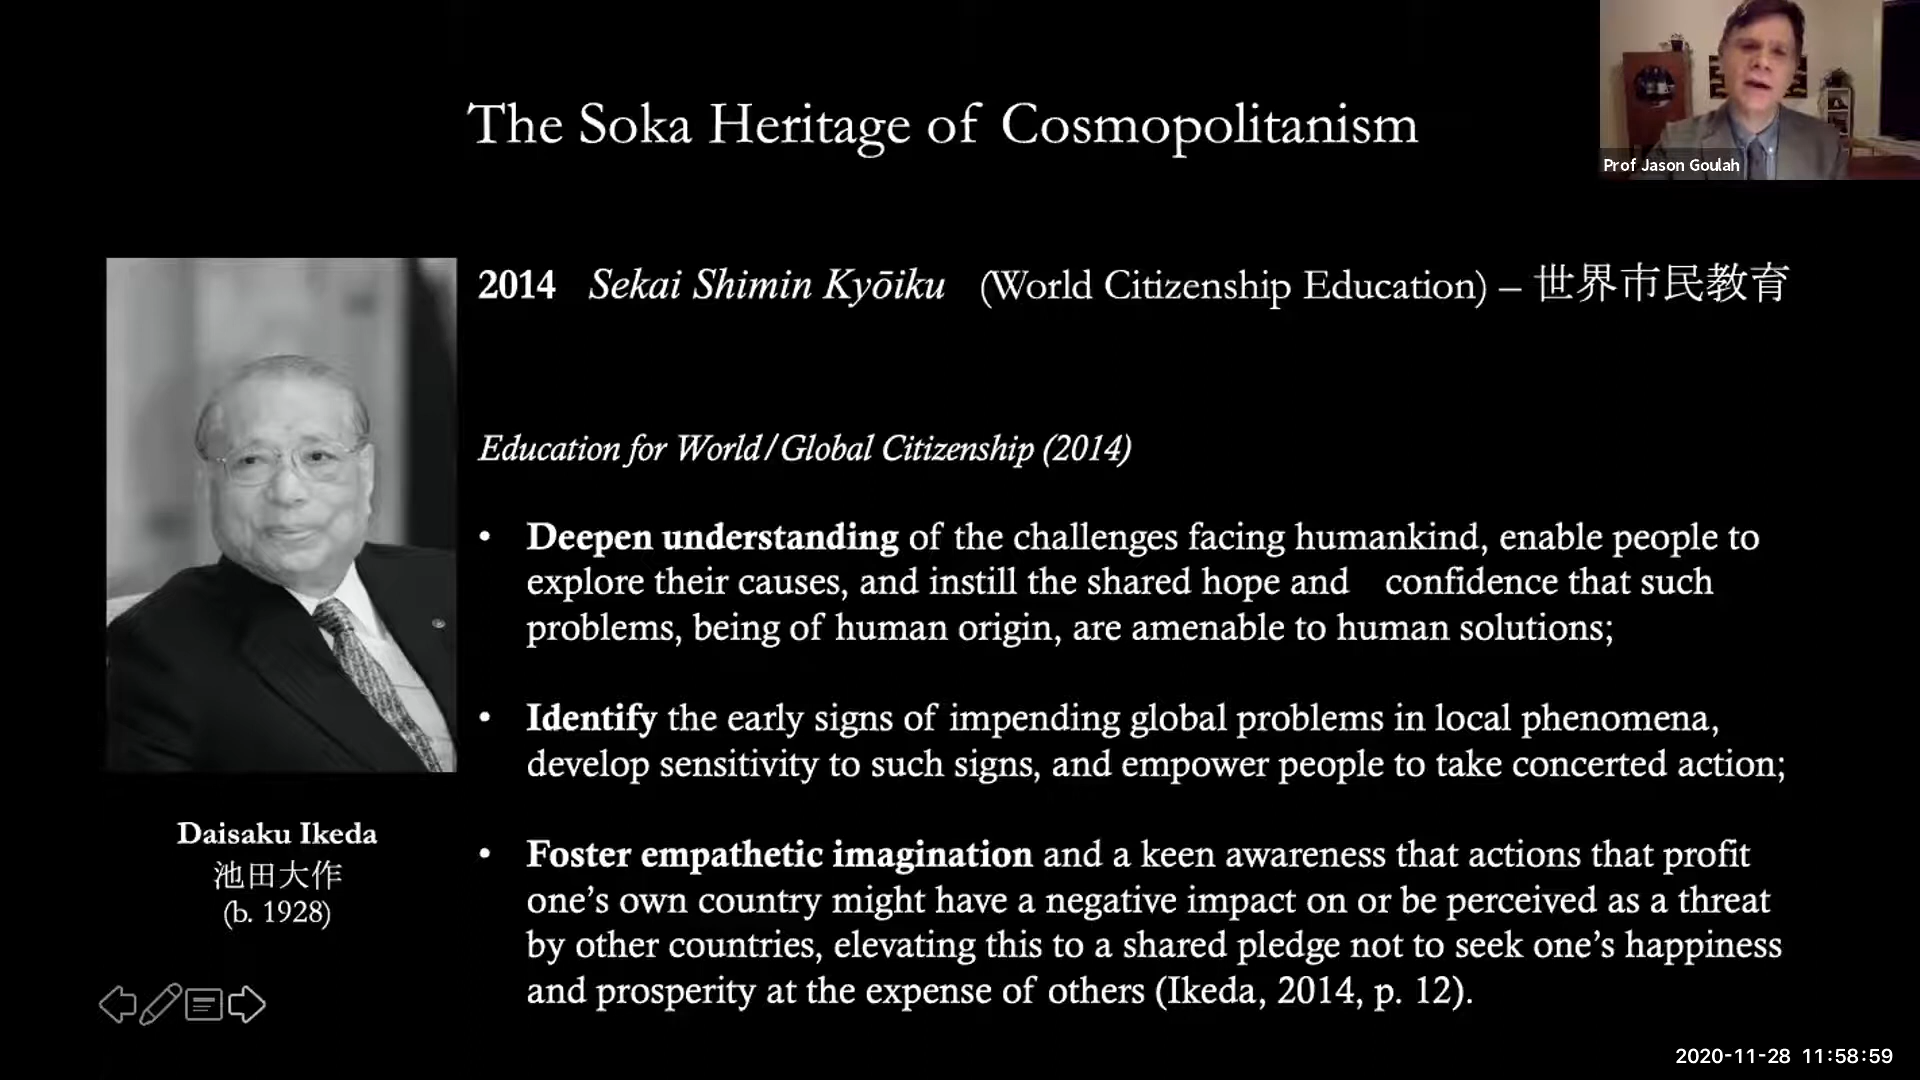 The Soka Heritage of Cosmopolitanism
Prof Jason Goulah
2014 Sekai Shimin Kyōiku (World Citizenship Education) – 世界市民教育
Education for World/Global Citizenship (2014)
• Deepen understanding of the challenges facing humankind, enable people to
explore their causes, and instill the shared hope and confidence that such
problems, being of human origin, are amenable to human solutions;
• Identify the early signs of impending global problems in local phenomena,
develop sensitivity to such signs, and empower people to take concerted action;
• Foster empathetic imagination and a keen awareness that actions that profit
one’s own country might have a negative impact on or be perceived as a threat
by other countries, elevating this to a shared pledge not to seek one’s happiness
and prosperity at the expense of others (Ikeda, 2014, p. 12).
Daisaku Ikeda
池田大作
(b. 1928)
2020-11-28 11:58:59